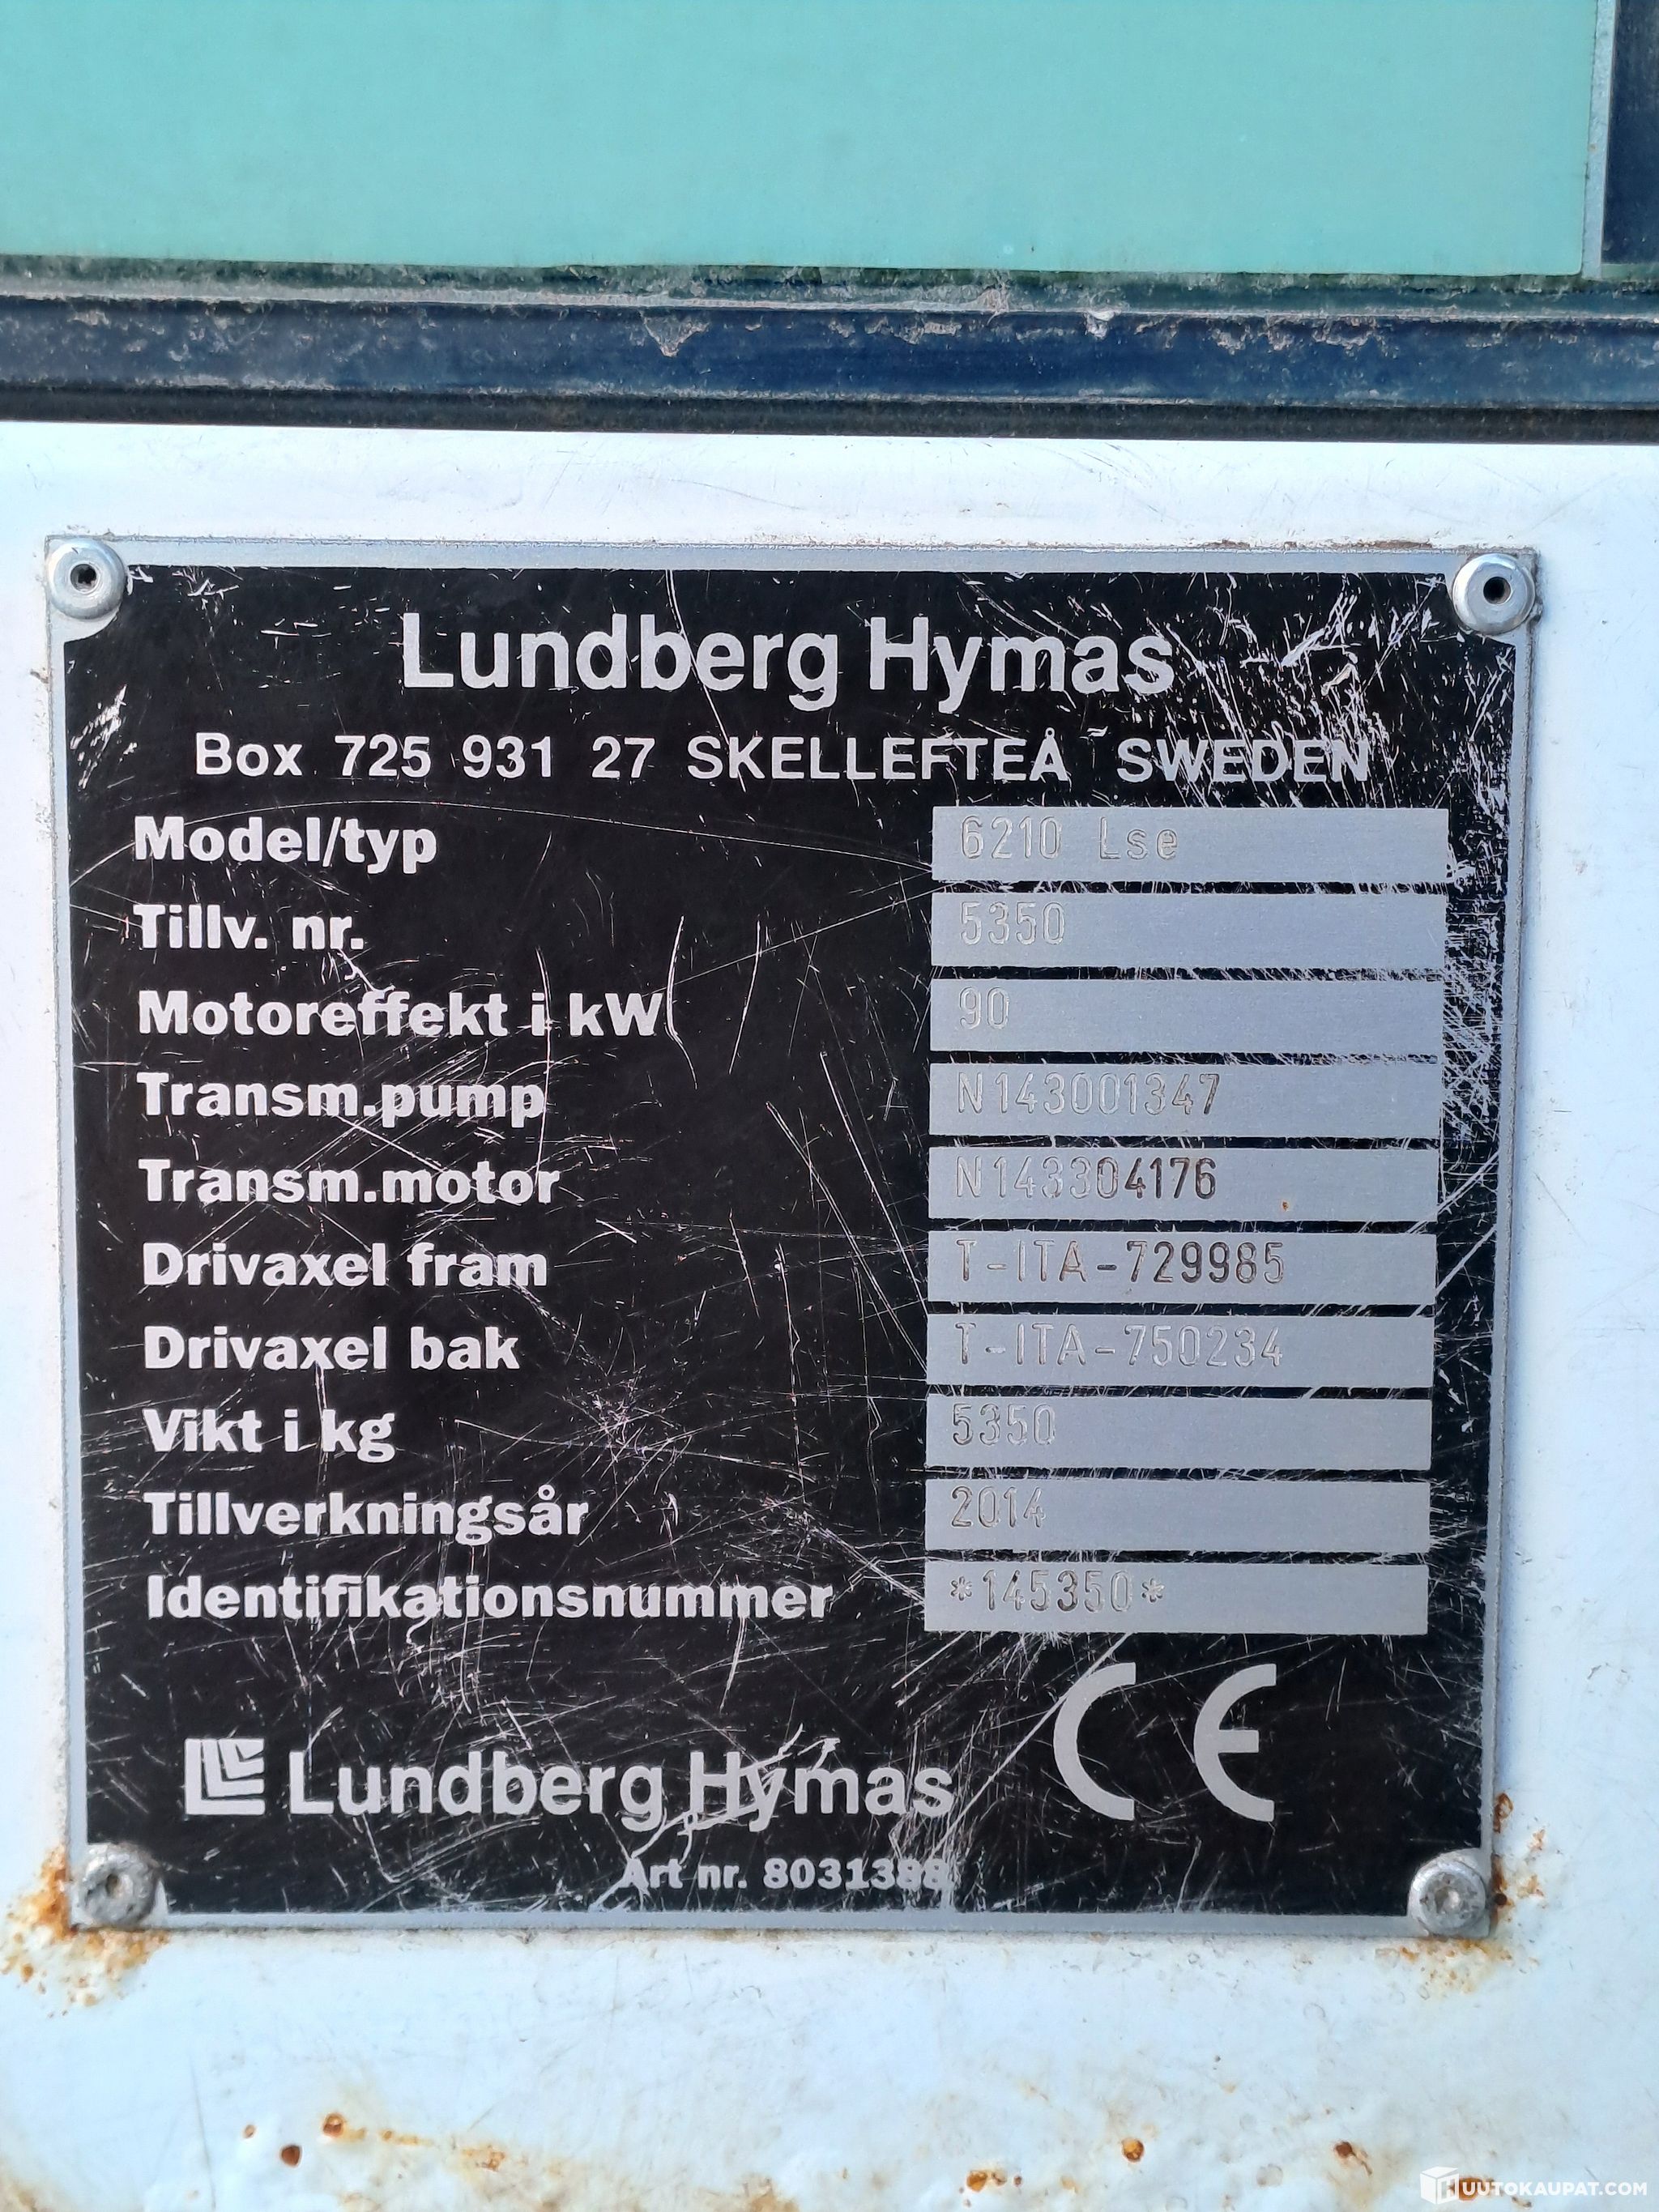 Lundberg Hymas
Box 725 931 27 SKELLEFTEÅ SWEDEN
Model/typ 6210 Lse
Tillv. nr. 5350
Motoreffekt i kW 90
Transm.pump N143001347
Transm.motor N143304176
Drivaxel fram T-ITA-729985
Drivaxel bak T-ITA-750234
Vikt i kg 5350
Tillverkningsår 2014
Identifikationsnummer *145350*
CE
Lundberg Hymas
Art nr. 8031388
HUUTOKAUPAT.COM